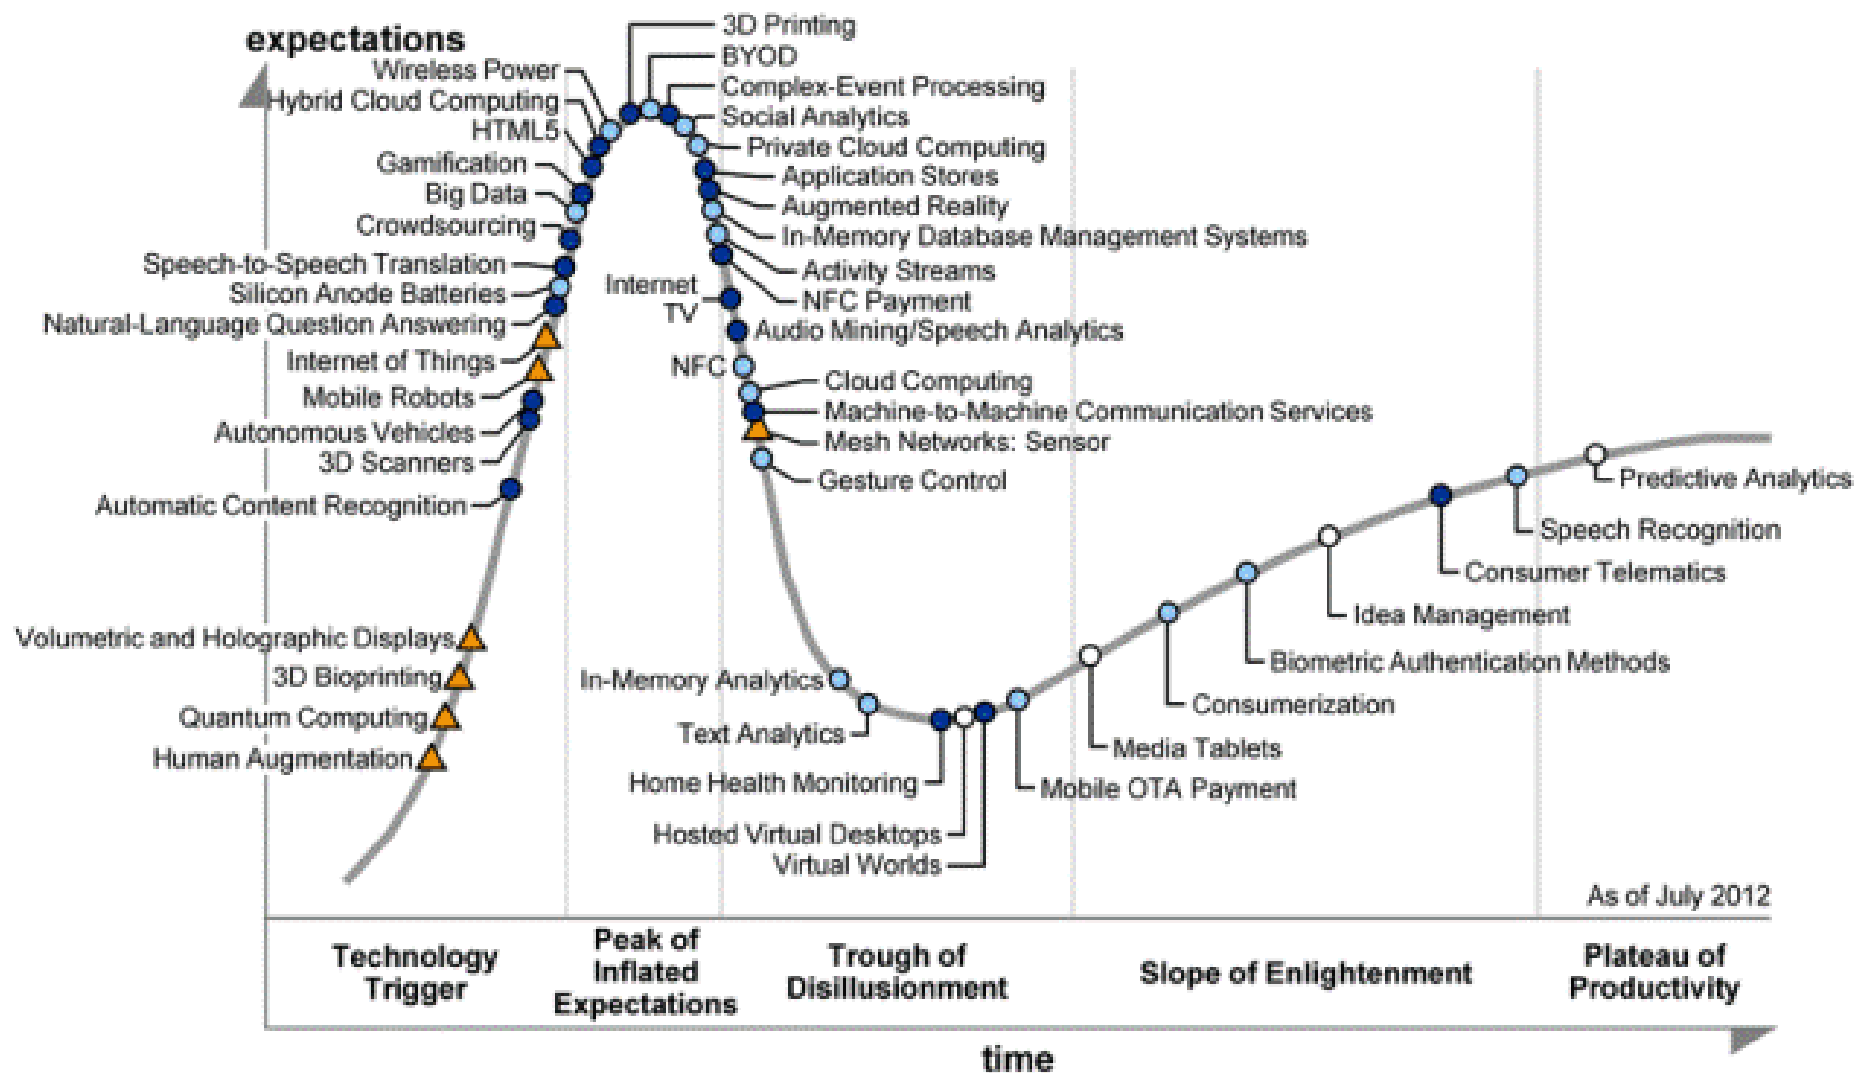 expectations
3D Printing
BYOD
Wireless Power
Complex-Event Processing
Hybrid Cloud Computing
Social Analytics
HTML5
Private Cloud Computing
Gamification
Application Stores
Big Data
Augmented Reality
Crowdsourcing
In-Memory Database Management Systems
Speech-to-Speech Translation
Activity Streams
Silicon Anode Batteries
Internet
TV
NFC Payment
Natural-Language Question Answering
Audio Mining/Speech Analytics
Internet of Things
NFC
Mobile Robots
Cloud Computing
Machine-to-Machine Communication Services
Autonomous Vehicles
Mesh Networks: Sensor
3D Scanners
Gesture Control
Automatic Content Recognition
Predictive Analytics
Speech Recognition
Consumer Telematics
Idea Management
Volumetric and Holographic Displays
Biometric Authentication Methods
3D Bioprinting
In-Memory Analytics
Consumerization
Quantum Computing
Text Analytics
Media Tablets
Human Augmentation
Home Health Monitoring
Mobile OTA Payment
Hosted Virtual Desktops
Virtual Worlds
As of July 2012
Technology
Trigger
Peak of
Inflated
Expectations
Trough of
Disillusionment
Slope of Enlightenment
Plateau of
Productivity
time